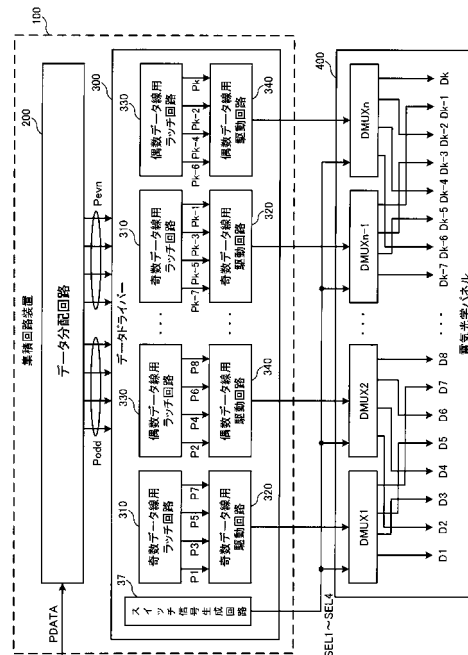 100
集積回路装置
200
データ分配回路
PDATA
Podd
Pevn
300
データドライバー
37
スイッチ信号生成回路
310
奇数データ線用
ラッチ回路
330
偶数データ線用
ラッチ回路
310
奇数データ線用
ラッチ回路
330
偶数データ線用
ラッチ回路
P1 P3 P5 P7
P2 P4 P6 P8
Pk-7 Pk-5 Pk-3 Pk-1
Pk-6 Pk-4 Pk-2 Pk
奇数データ線用
駆動回路
320
偶数データ線用
駆動回路
340
奇数データ線用
駆動回路
320
偶数データ線用
駆動回路
340
SEL1~SEL4
400
DMUX1
DMUX2
DMUXn-1
DMUXn
D1 D2 D3 D4 D5 D6 D7 D8
Dk-7 Dk-6 Dk-5 Dk-4 Dk-3 Dk-2 Dk-1 Dk
電気光学パネル